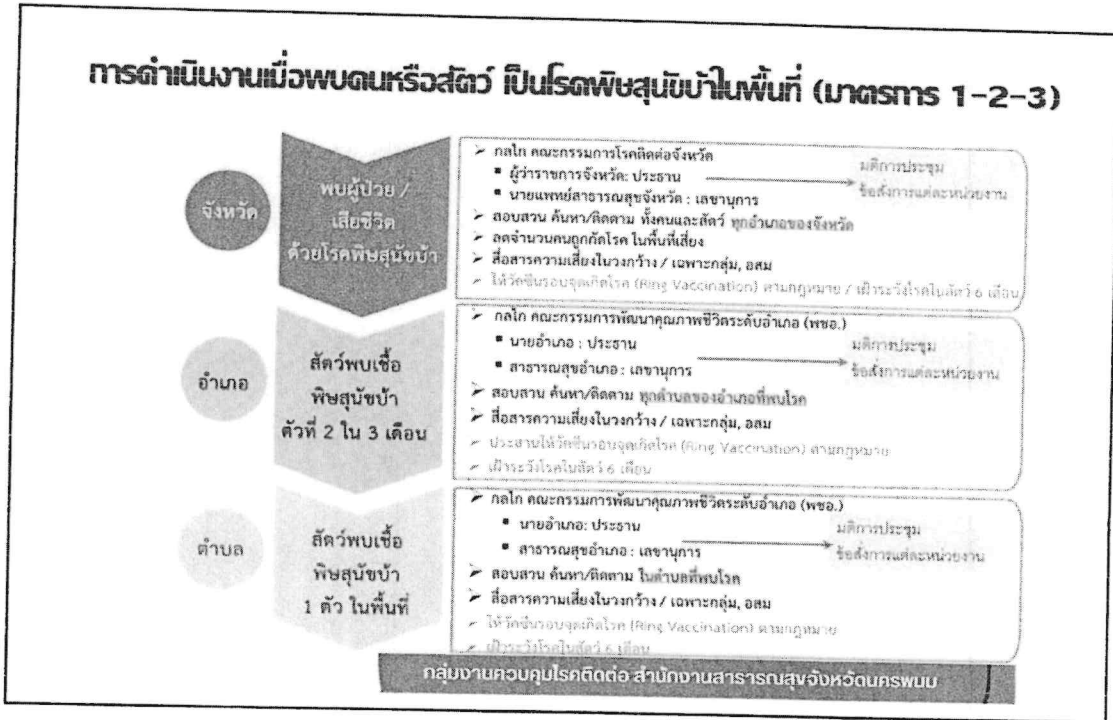 การดำเนินงานเมื่อพบคนหรือสัตว์ เป็นโรคพิษสุนัขบ้าในพื้นที่ (มาตรการ 1-2-3)
จังหวัด
พบผู้ป่วย /
เสียชีวิต
ด้วยโรคพิษสุนัขบ้า
➤ กลไก คณะกรรมการโรคติดต่อจังหวัด
▪ ผู้ว่าราชการจังหวัด: ประธาน
▪ นายแพทย์สาธารณสุขจังหวัด : เลขานุการ
มติการประชุม
ข้อสั่งการแต่ละหน่วยงาน
➤ สอบสวน ค้นหา/ติดตาม ทั้งคนและสัตว์ ทุกอำเภอของจังหวัด
➤ ลดจำนวนคนถูกกัดโรค ในพื้นที่เสี่ยง
➤ สื่อสารความเสี่ยงในวงกว้าง / เฉพาะกลุ่ม, อสม
➤ ให้วัคซีนรอบจุดเกิดโรค (Ring Vaccination) ตามกฎหมาย / เฝ้าระวังโรคในสัตว์ 6 เดือน
อำเภอ
สัตว์พบเชื้อ
พิษสุนัขบ้า
ตัวที่ 2 ใน 3 เดือน
➤ กลไก คณะกรรมการพัฒนาคุณภาพชีวิตระดับอำเภอ (พชอ.)
▪ นายอำเภอ : ประธาน
▪ สาธารณสุขอำเภอ : เลขานุการ
มติการประชุม
ข้อสั่งการแต่ละหน่วยงาน
➤ สอบสวน ค้นหา/ติดตาม ทุกตำบลของอำเภอที่พบโรค
➤ สื่อสารความเสี่ยงในวงกว้าง / เฉพาะกลุ่ม, อสม
➤ ประสานให้วัคซีนรอบจุดเกิดโรค (Ring Vaccination) ตามกฎหมาย
➤ เฝ้าระวังโรคในสัตว์ 6 เดือน
ตำบล
สัตว์พบเชื้อ
พิษสุนัขบ้า
1 ตัว ในพื้นที่
➤ กลไก คณะกรรมการพัฒนาคุณภาพชีวิตระดับอำเภอ (พชอ.)
▪ นายอำเภอ: ประธาน
▪ สาธารณสุขอำเภอ : เลขานุการ
มติการประชุม
ข้อสั่งการแต่ละหน่วยงาน
➤ สอบสวน ค้นหา/ติดตาม ในตำบลที่พบโรค
➤ สื่อสารความเสี่ยงในวงกว้าง / เฉพาะกลุ่ม, อสม
➤ ให้วัคซีนรอบจุดเกิดโรค (Ring Vaccination) ตามกฎหมาย
➤ เฝ้าระวังโรคในสัตว์ 6 เดือน
กลุ่มงานควบคุมโรคติดต่อ สำนักงานสาธารณสุขจังหวัดนครพนม